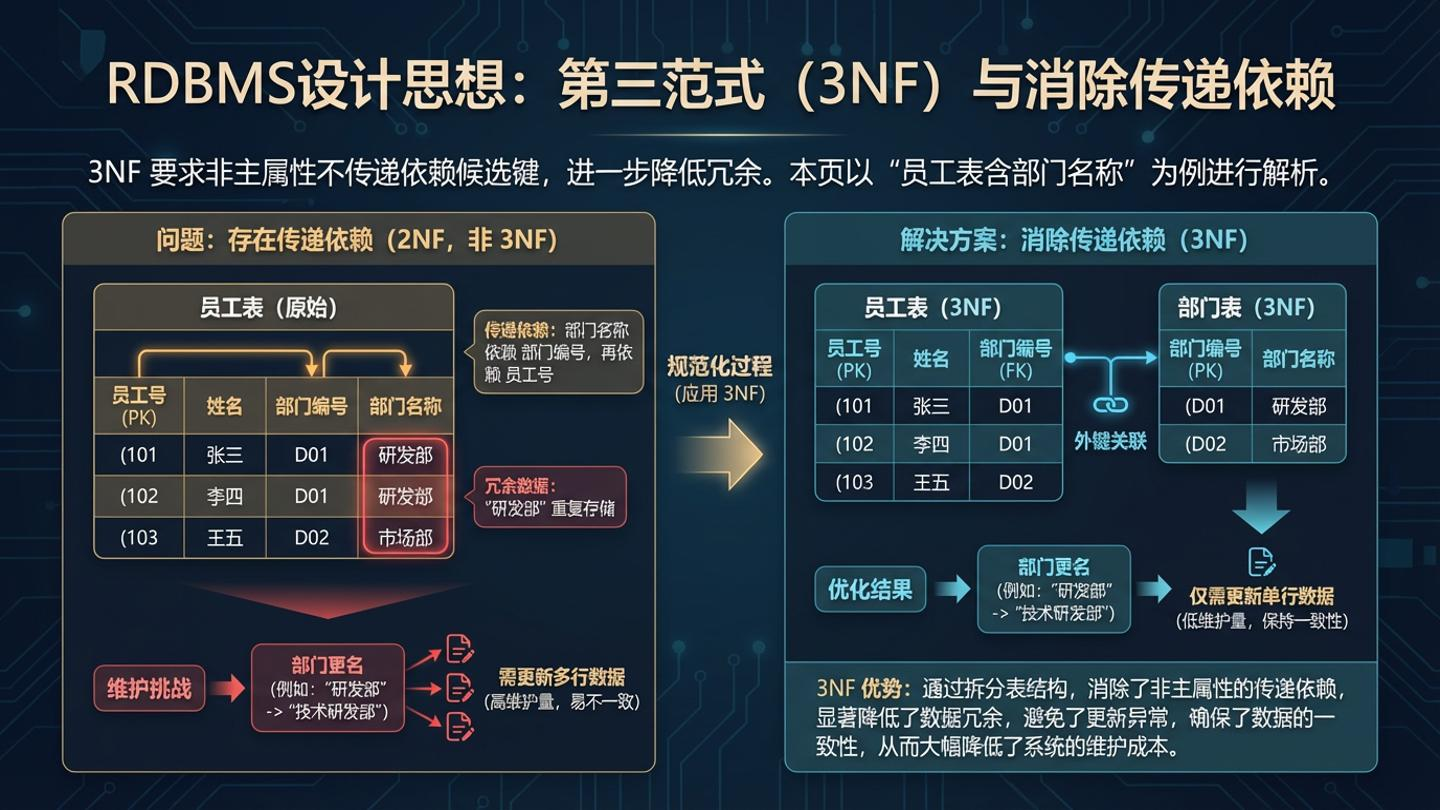 RDBMS设计思想：第三范式（3NF）与消除传递依赖
3NF 要求非主属性不传递依赖候选键，进一步降低冗余。本页以“员工表含部门名称”为例进行解析。
问题：存在传递依赖（2NF，非 3NF）
员工表（原始）
员工号 姓名 部门编号 部门名称
(PK)
(101 张三 D01 研发部
(102 李四 D01 研发部
(103 王五 D02 市场部
传递依赖：部门名称
依赖 部门编号，再依
赖 员工号
冗余数据：
“研发部” 重复存储
维护挑战
部门更名
(例如：“研发部”
-> “技术研发部”)
需更新多行数据
(高维护量，易不一致)
规范化过程
(应用 3NF)
解决方案：消除传递依赖（3NF）
员工表（3NF）
员工号 姓名 部门编号
(PK) (FK)
(101 张三 D01
(102 李四 D01
(103 王五 D02
外键关联
部门表（3NF）
部门编号 部门名称
(PK)
(D01 研发部
(D02 市场部
优化结果
部门更名
(例如：“研发部”
-> “技术研发部”)
仅需更新单行数据
(低维护量，保持一致性)
3NF 优势：通过拆分表结构，消除了非主属性的传递依赖，
显著降低了数据冗余，避免了更新异常，确保了数据的一
致性，从而大幅降低了系统的维护成本。